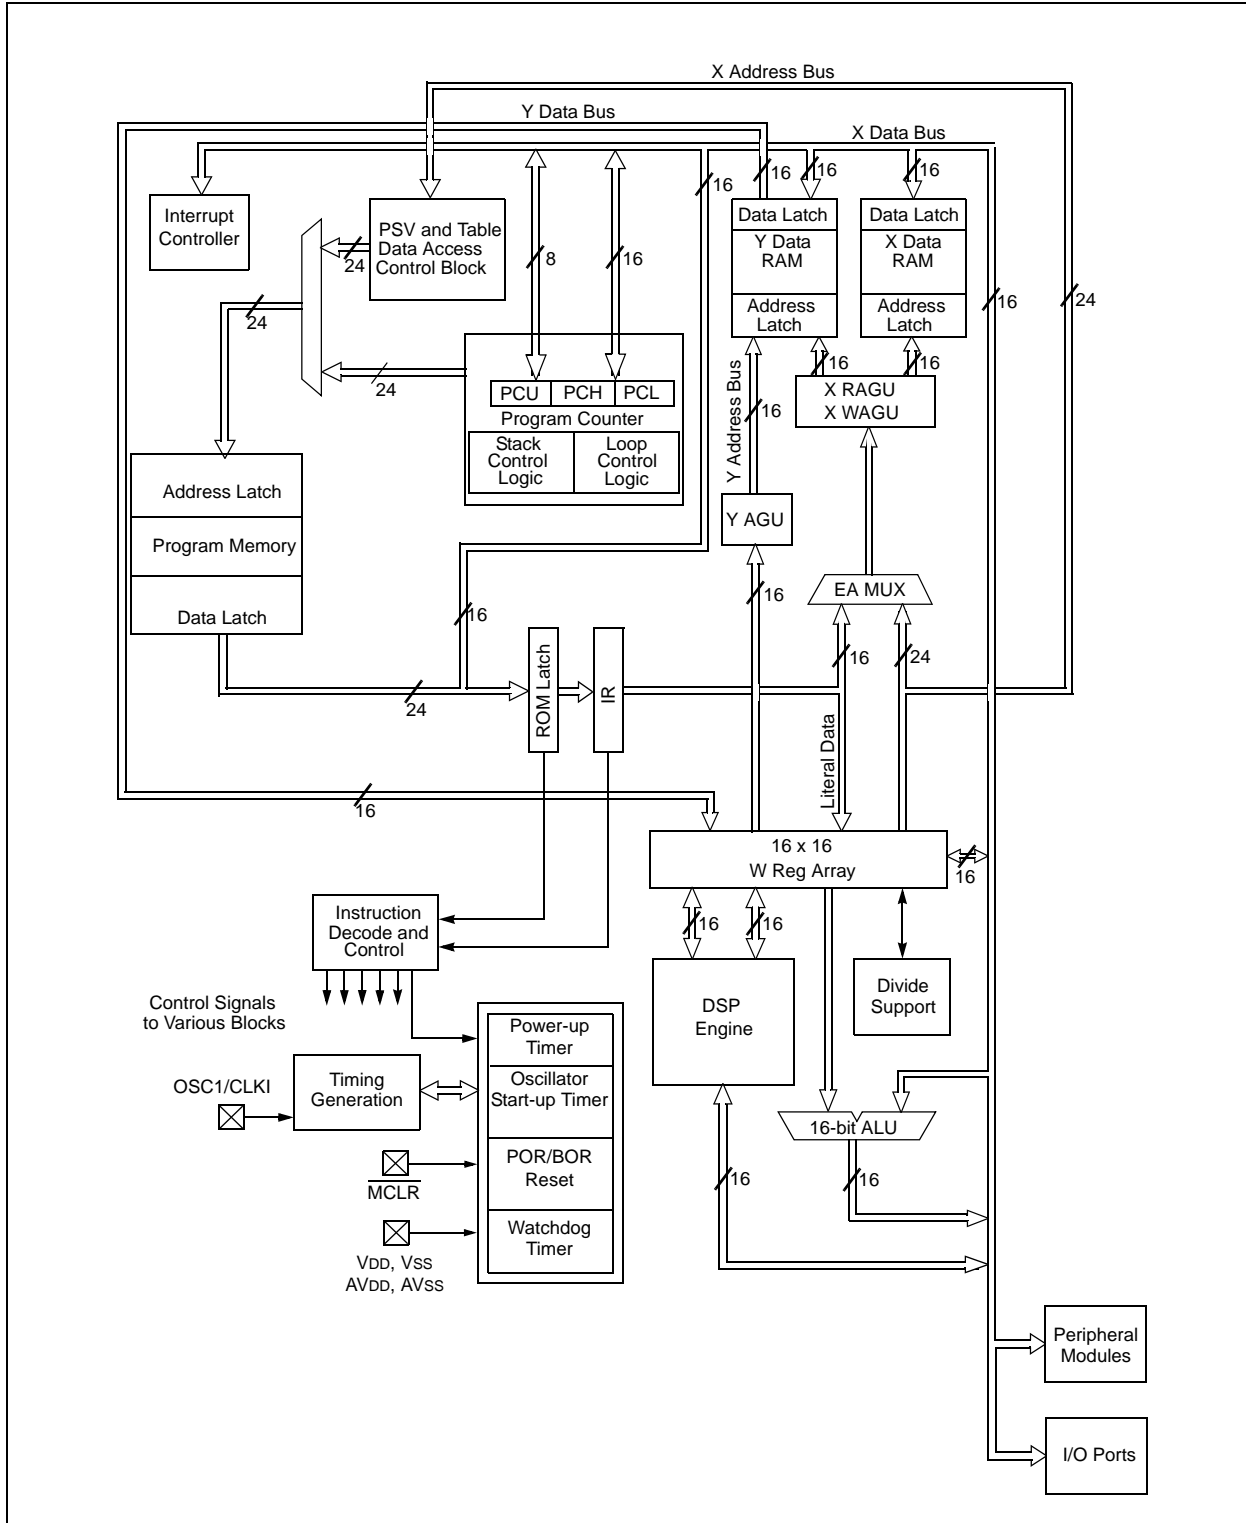 X Address Bus
Y Data Bus
X Data Bus
16
16
16
16
Interrupt
Controller
PSV and Table
Data Access
Control Block
24
8
16
Data Latch
Y Data
RAM
Address
Latch
Data Latch
X Data
RAM
Address
Latch
16
24
24
24
16
16
X RAGU
X WAGU
PCU
PCH
PCL
Program Counter
Stack
Control
Logic
Loop
Control
Logic
Y Address Bus
16
Y AGU
Address Latch
Program Memory
Data Latch
16
16
EA MUX
16
24
24
ROM Latch
IR
Literal Data
16
16 x 16
W Reg Array
16
Instruction
Decode and
Control
16
16
DSP
Engine
Divide
Support
Control Signals
to Various Blocks
Power-up
Timer
OSC1/CLKI
Timing
Generation
Oscillator
Start-up Timer
16-bit ALU
POR/BOR
Reset
MCLR
16
16
Watchdog
Timer
VDD, VSS
AVDD, AVSS
Peripheral
Modules
I/O Ports